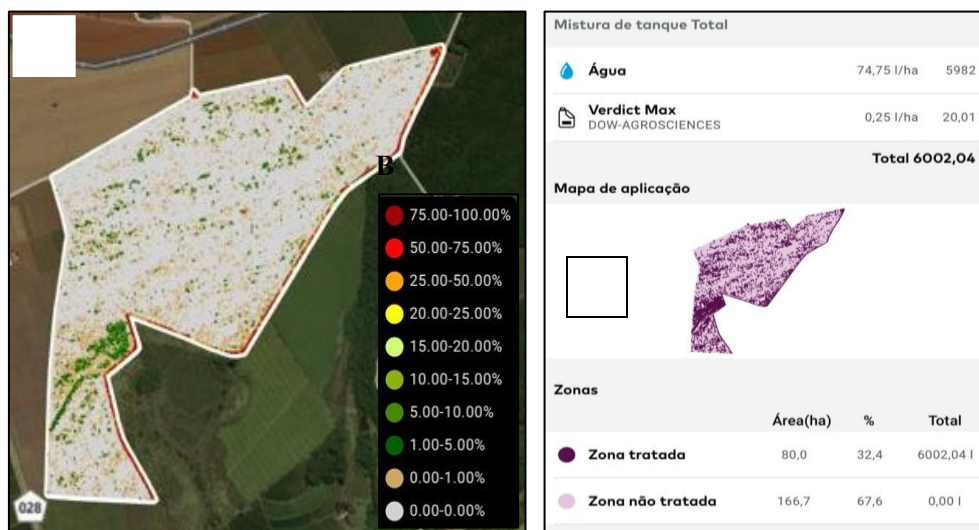 B
75.00-100.00%
50.00-75.00%
25.00-50.00%
20.00-25.00%
15.00-20.00%
10.00-15.00%
5.00-10.00%
1.00-5.00%
0.00-1.00%
0.00-0.00%
028
Mistura de tanque Total
Água 74,75 l/ha 5982
Verdict Max
DOW-AGROSCIENCES 0,25 l/ha 20,01
Total 6002,04
Mapa de aplicação
Zonas
Área(ha) % Total
Zona tratada 80,0 32,4 6002,04 l
Zona não tratada 166,7 67,6 0,00 l